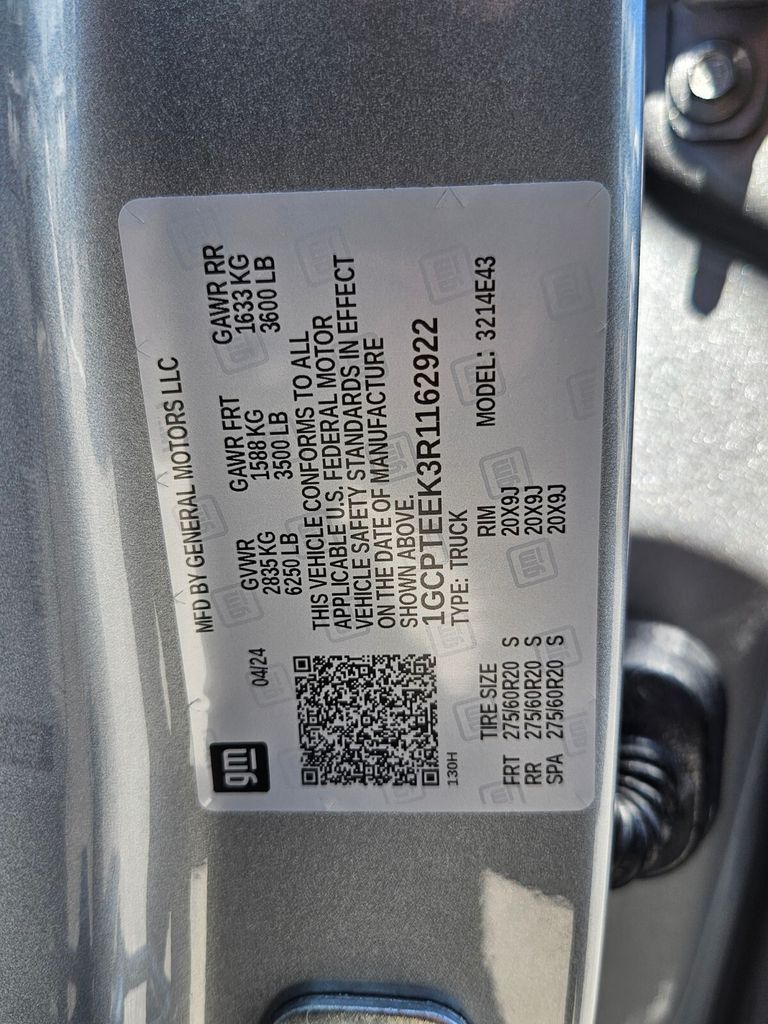 gm
MFD BY GENERAL MOTORS LLC
04/24
GVWR GAWR FRT GAWR RR
2835 KG 1588 KG 1633 KG
6250 LB 3500 LB 3600 LB
THIS VEHICLE CONFORMS TO ALL
APPLICABLE U.S. FEDERAL MOTOR
VEHICLE SAFETY STANDARDS IN EFFECT
ON THE DATE OF MANUFACTURE
SHOWN ABOVE.
1GCPTEEK3R1162922
130H
TYPE: TRUCK MODEL: 3214E43
TIRE SIZE RIM
FRT 275/60R20 S 20X9J
RR 275/60R20 S 20X9J
SPA 275/60R20 S 20X9J